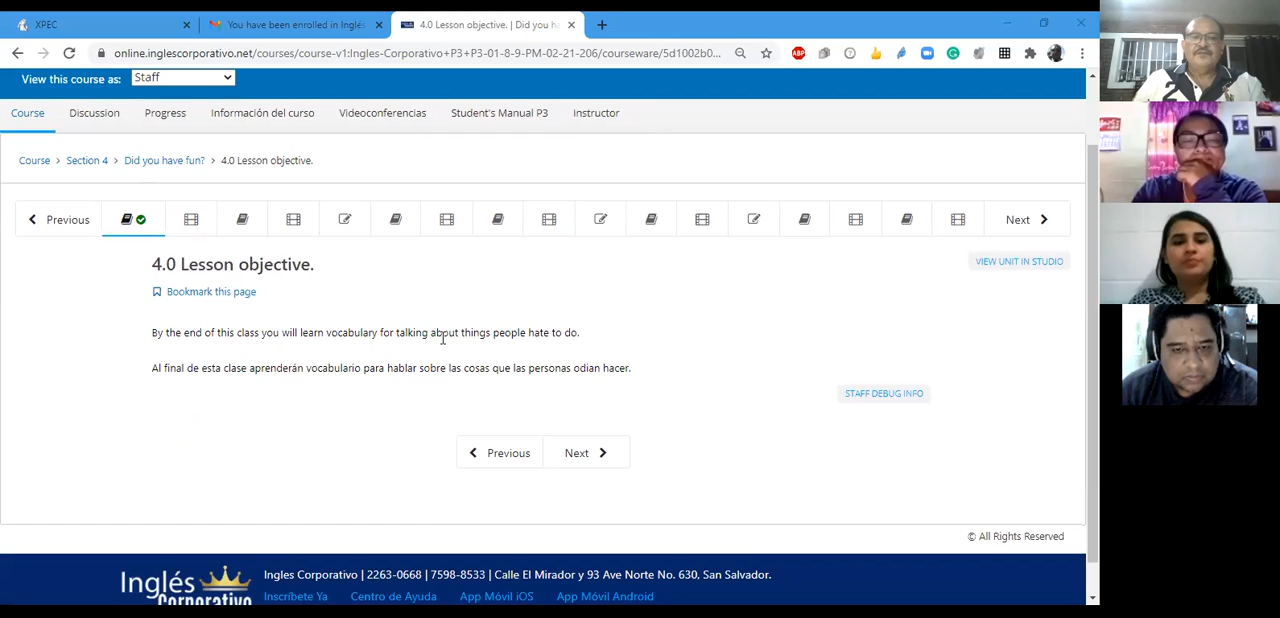 XPEC
You have been enrolled in Inglés
4.0 Lesson objective. | Did you ha
online.inglescorporativo.net/courses/course-v1:Ingles-Corporativo+P3+P3-01-8-9-PM-02-21-206/courseware/5d1002b0...
View this course as: Staff
Course Discussion Progress Información del curso Videoconferencias Student's Manual P3 Instructor
Course > Section 4 > Did you have fun? > 4.0 Lesson objective.
Previous Next
4.0 Lesson objective.
VIEW UNIT IN STUDIO
Bookmark this page
By the end of this class you will learn vocabulary for talking about things people hate to do.
Al final de esta clase aprenderán vocabulario para hablar sobre las cosas que las personas odian hacer.
STAFF DEBUG INFO
Previous Next
© All Rights Reserved
Inglés Corporativo
Ingles Corporativo | 2263-0668 | 7598-8533 | Calle El Mirador y 93 Ave Norte No. 630, San Salvador.
Inscríbete Ya Centro de Ayuda App Móvil iOS App Móvil Android